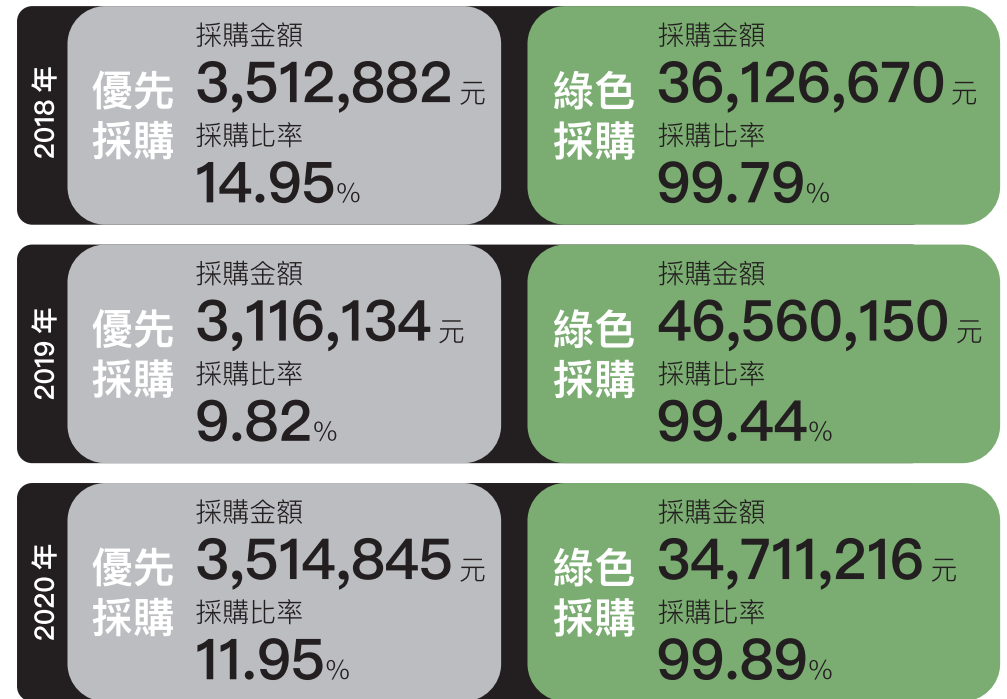 2018 年
優先
採購
採購金額
3,512,882 元
採購比率
14.95%
綠色
採購
採購金額
36,126,670 元
採購比率
99.79%
2019 年
優先
採購
採購金額
3,116,134 元
採購比率
9.82%
綠色
採購
採購金額
46,560,150 元
採購比率
99.44%
2020 年
優先
採購
採購金額
3,514,845 元
採購比率
11.95%
綠色
採購
採購金額
34,711,216 元
採購比率
99.89%